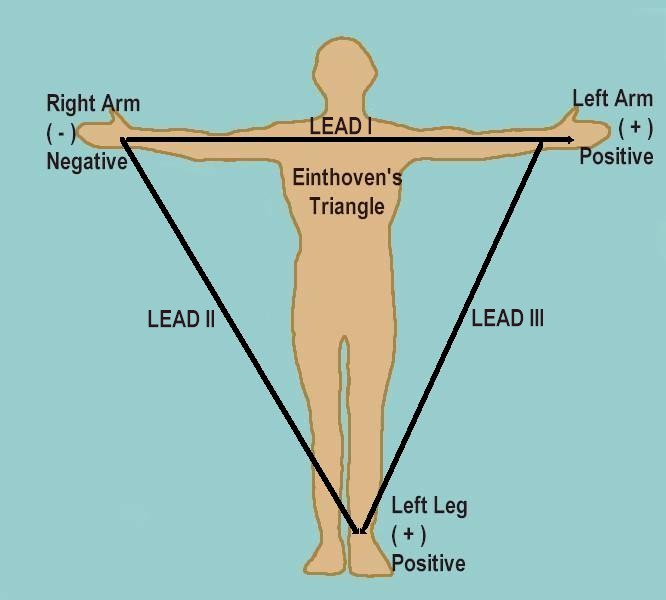 Right Arm
( - )
Negative
Left Arm
( + )
Positive
LEAD I
Einthoven's
Triangle
LEAD II
LEAD III
Left Leg
( + )
Positive